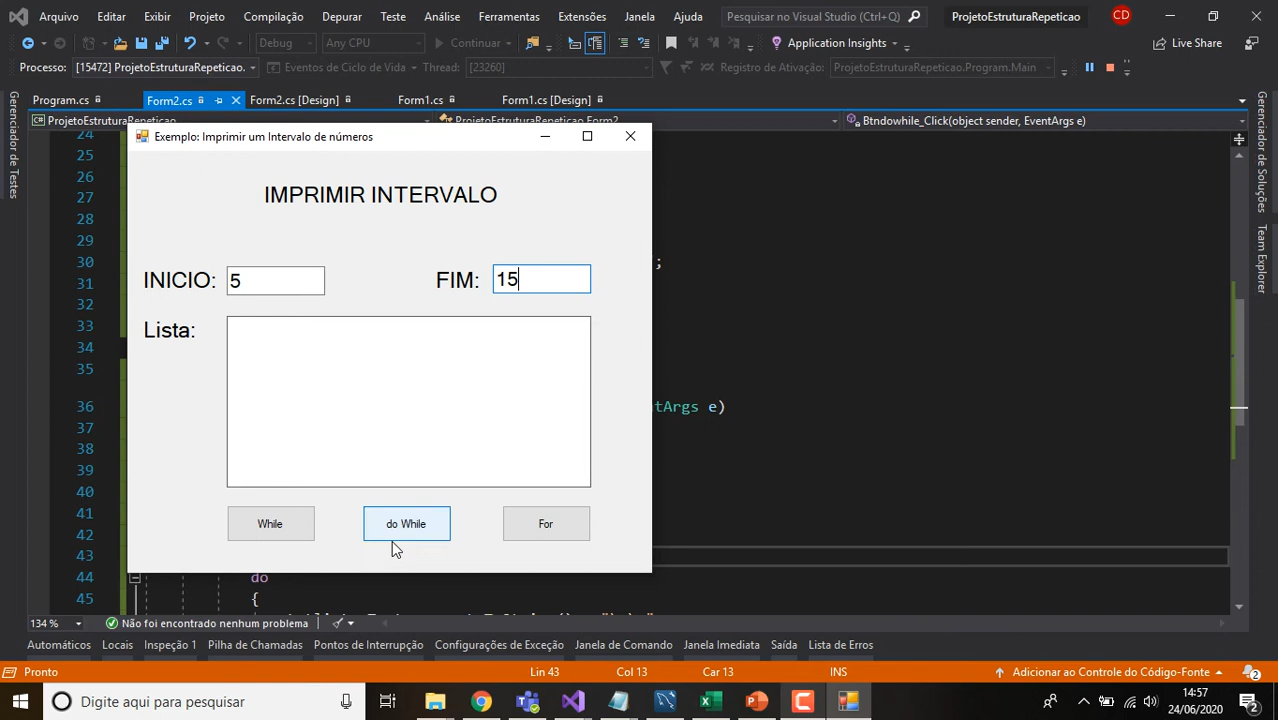 Arquivo Editar Exibir Projeto Compilação Depurar Teste Análise Ferramentas Extensões Janela Ajuda Pesquisar no Visual Studio (Ctrl+Q) ProjetoEstruturaRepeticao CD
Debug Any CPU Continuar Application Insights Live Share
Processo: [15472] ProjetoEstruturaRepeticao. Eventos de Ciclo de Vida Thread: [23260] Registro de Ativação: ProjetoEstruturaRepeticao.Program.Main
Program.cs Form2.cs Form2.cs [Design] Form1.cs Form1.cs [Design]
ProjetoEstruturaRepeticao ProjetoEstruturaRepeticao.Form2 Btndowhile_Click(object sender, EventArgs e)
Gerenciador de Testes
Exemplo: Imprimir um Intervalo de números
IMPRIMIR INTERVALO
INICIO: 5 FIM: 15
Lista:
While do While For
24
25
26
27
28
29
30 ;
31
32
33
34
35
36 ntArgs e)
37
38
39
40
41
42
43
44 do
45 {
Gerenciador de Soluções
Team Explorer
134 % Não foi encontrado nenhum problema
Automáticos Locais Inspeção 1 Pilha de Chamadas Pontos de Interrupção Configurações de Exceção Janela de Comandos Janela Imediata Saída Lista de Erros
Pronto Lin 43 Col 13 Car 13 INS Adicionar ao Controle do Código-Fonte 2
Digite aqui para pesquisar 14:57
24/06/2020 2